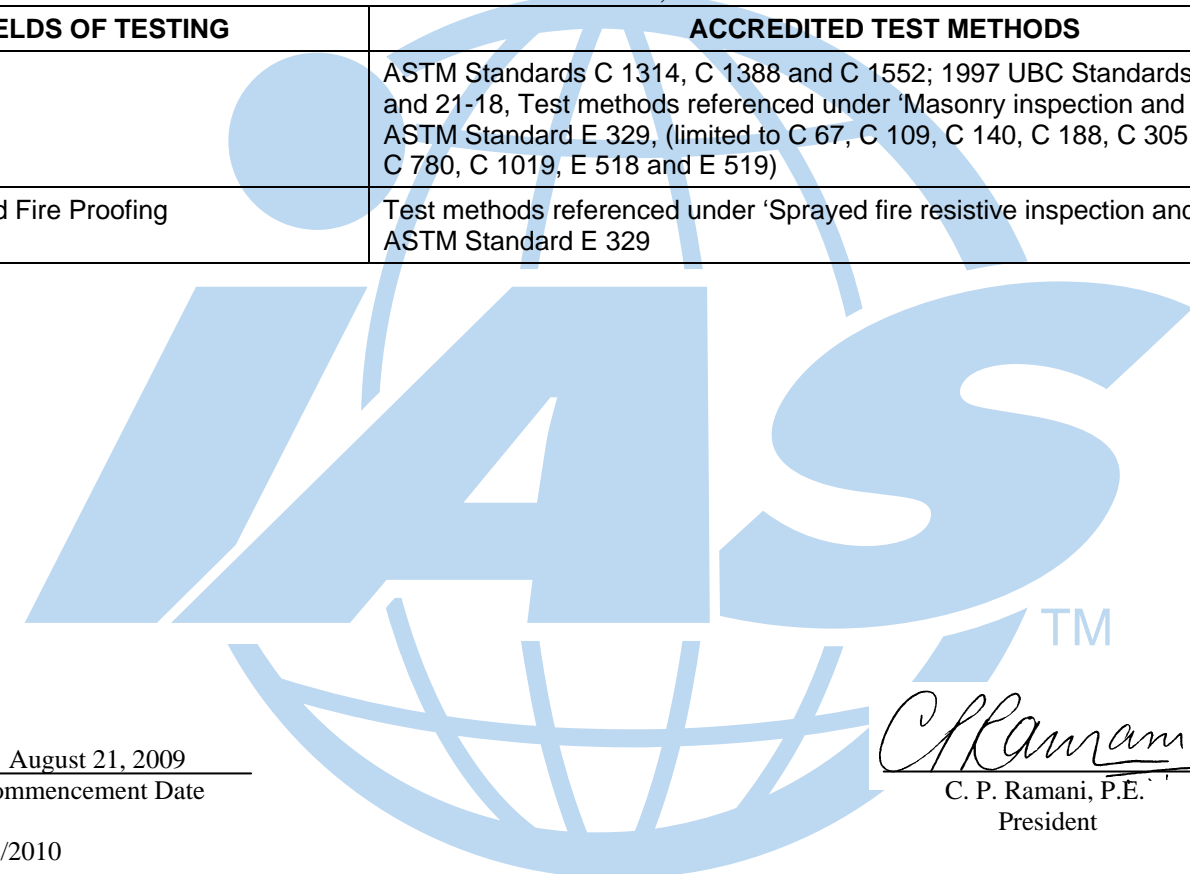 ELDS OF TESTING ACCREDITED TEST METHODS
ASTM Standards C 1314, C 1388 and C 1552; 1997 UBC Standards
and 21-18, Test methods referenced under ‘Masonry inspection and
ASTM Standard E 329, (limited to C 67, C 109, C 140, C 188, C 305
C 780, C 1019, E 518 and E 519)
d Fire Proofing Test methods referenced under ‘Sprayed fire resistive inspection and
ASTM Standard E 329
IAS
TM
August 21, 2009
ommencement Date
CPRamani
C. P. Ramani, P.E.
President
/2010